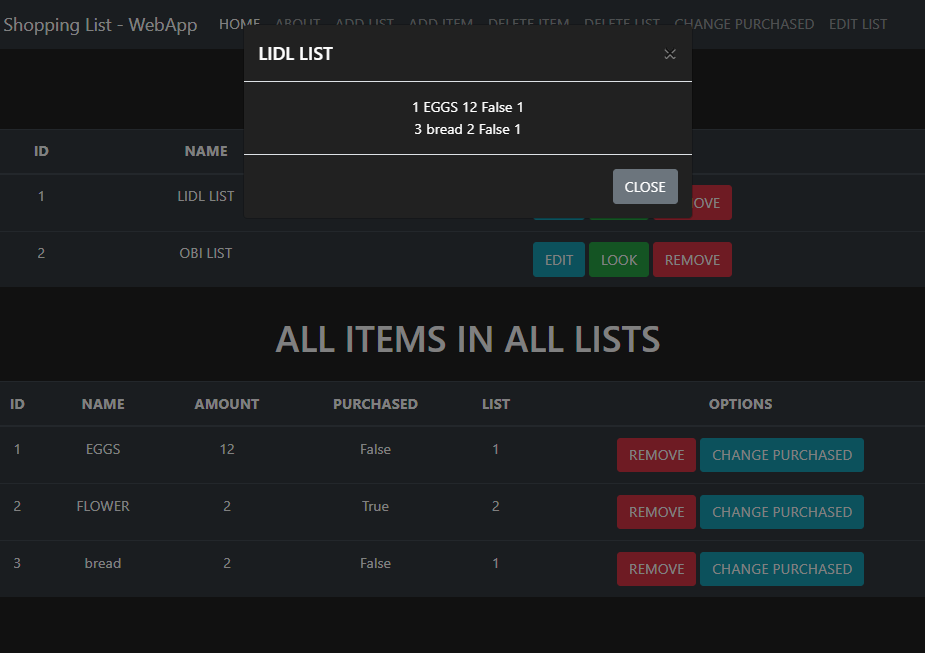 Shopping List - WebApp HOME ABOUT ADD LIST ADD ITEM DELETE ITEM DELETE LIST CHANGE PURCHASED EDIT LIST
LIDL LIST ×
1 EGGS 12 False 1
3 bread 2 False 1
CLOSE
ID NAME
1 LIDL LIST
2 OBI LIST EDIT LOOK REMOVE
ALL ITEMS IN ALL LISTS
ID NAME AMOUNT PURCHASED LIST OPTIONS
1 EGGS 12 False 1 REMOVE CHANGE PURCHASED
2 FLOWER 2 True 2 REMOVE CHANGE PURCHASED
3 bread 2 False 1 REMOVE CHANGE PURCHASED